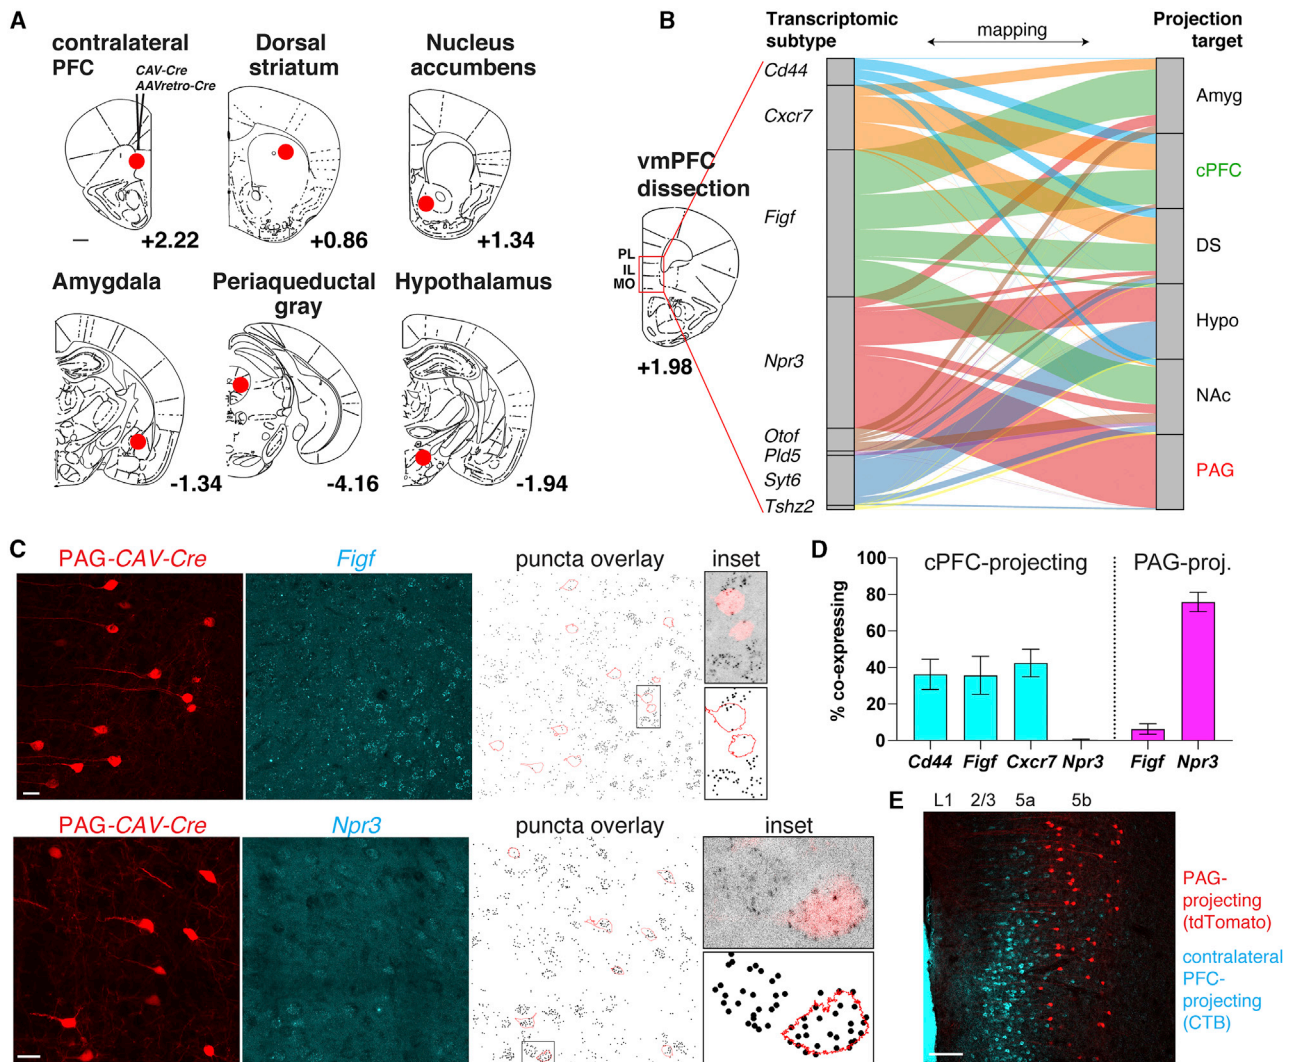 A
contralateral
PFC
CAV-Cre
AAVretro-Cre
+2.22
Dorsal
striatum
+0.86
Nucleus
accumbens
+1.34
Amygdala
-1.34
Periaqueductal
gray
-4.16
Hypothalamus
-1.94
B
Transcriptomic
subtype
mapping
Projection
target
vmPFC
dissection
PL
IL
MO
+1.98
Cd44
Cxcr7
Figf
Npr3
Otof
Pld5
Syt6
Tshz2
Amyg
cPFC
DS
Hypo
NAc
PAG
C
PAG-CAV-Cre
Figf
puncta overlay
inset
PAG-CAV-Cre
Npr3
puncta overlay
inset
D
cPFC-projecting
PAG-proj.
% co-expressing
100
80
60
40
20
0
Cd44 Figf Cxcr7 Npr3 Figf Npr3
E
L1 2/3 5a 5b
PAG-
projecting
(tdTomato)
contralateral
PFC-
projecting
(CTB)